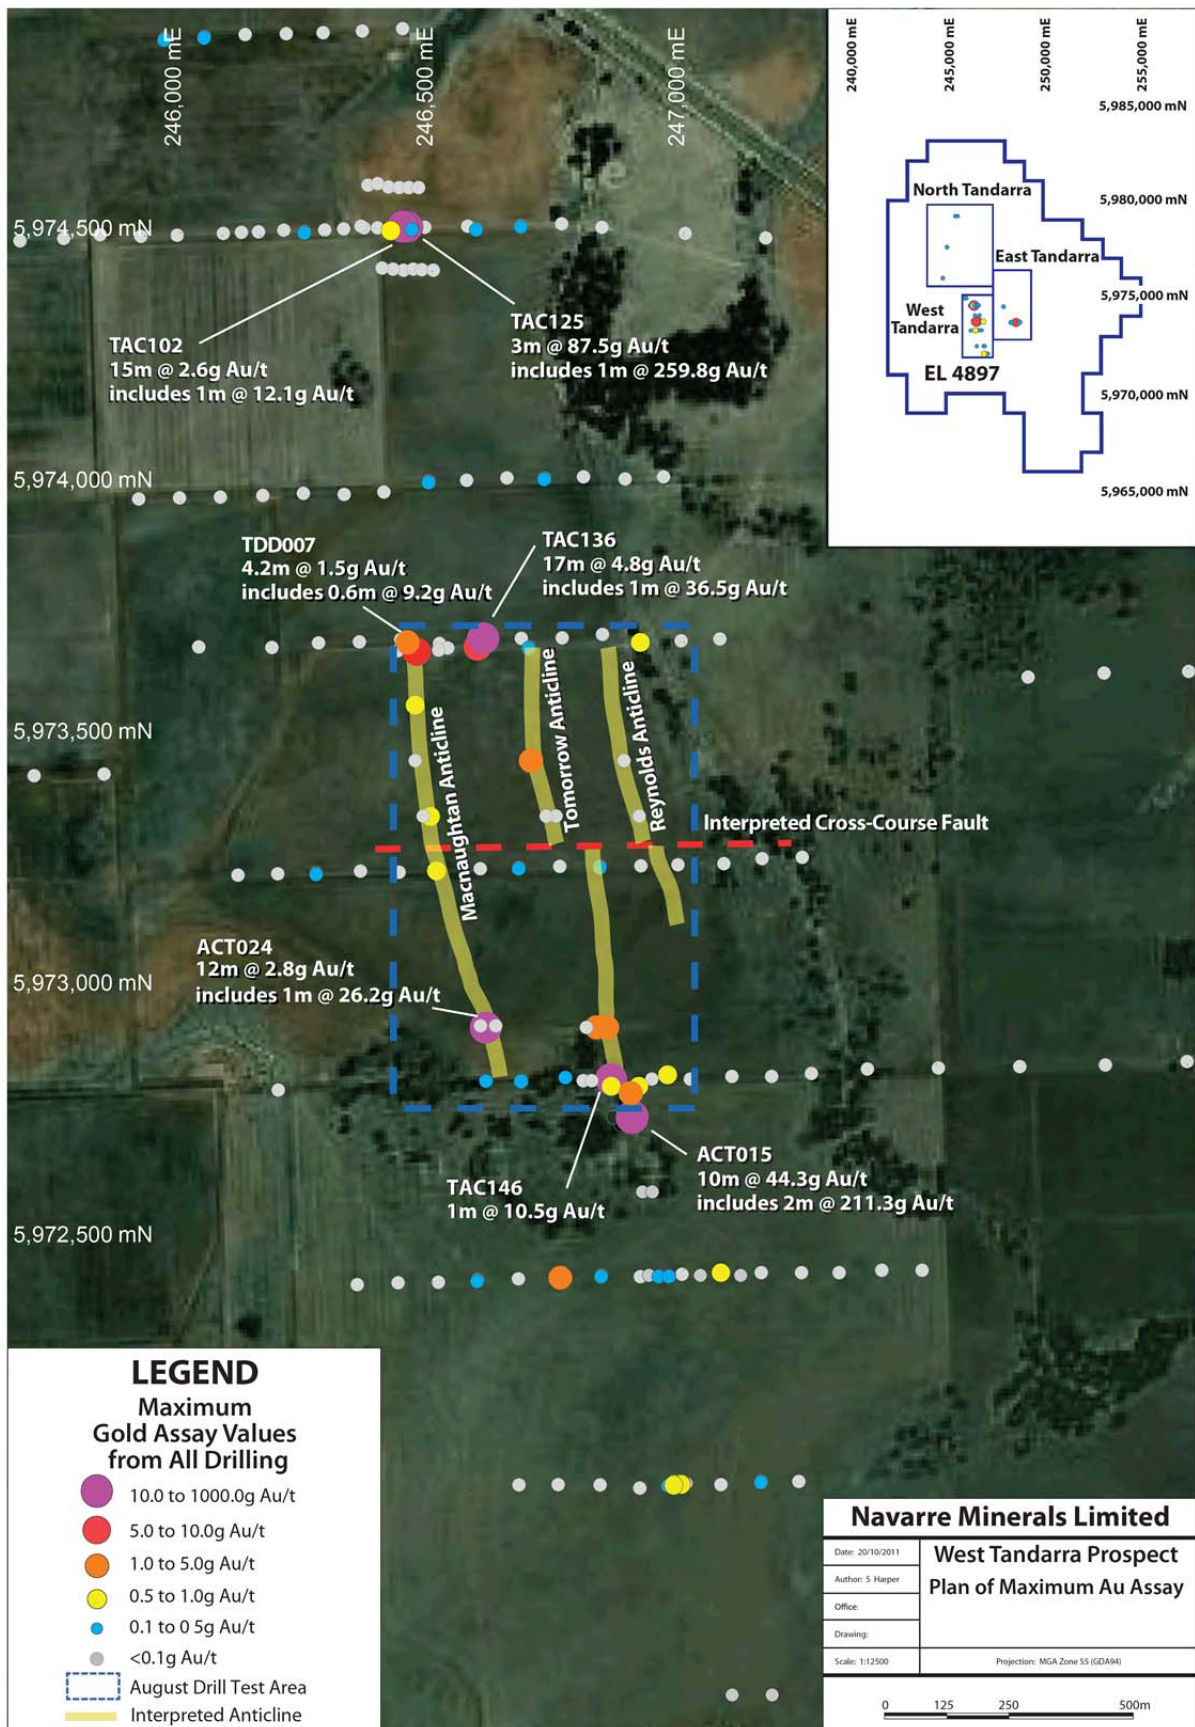 246,000 mE
246,500 mE
247,000 mE
240,000 mE
245,000 mE
250,000 mE
255,000 mE
5,985,000 mN
North Tandarra
5,980,000 mN
East Tandarra
5,975,000 mN
West
Tandarra
EL 4897
5,970,000 mN
5,965,000 mN
5,974,500 mN
TAC102
15m @ 2.6g Au/t
includes 1m @ 12.1g Au/t
TAC125
3m @ 87.5g Au/t
includes 1m @ 259.8g Au/t
5,974,000 mN
TDD007
4.2m @ 1.5g Au/t
includes 0.6m @ 9.2g Au/t
TAC136
17m @ 4.8g Au/t
includes 1m @ 36.5g Au/t
5,973,500 mN
Macnaughtan Anticline
Tomorrow Anticline
Reynolds Anticline
Interpreted Cross-Course Fault
ACT024
12m @ 2.8g Au/t
includes 1m @ 26.2g Au/t
5,973,000 mN
TAC146
1m @ 10.5g Au/t
ACT015
10m @ 44.3g Au/t
includes 2m @ 211.3g Au/t
5,972,500 mN
LEGEND
Maximum
Gold Assay Values
from All Drilling
10.0 to 1000.0g Au/t
5.0 to 10.0g Au/t
1.0 to 5.0g Au/t
0.5 to 1.0g Au/t
0.1 to 0 5g Au/t
<0.1g Au/t
August Drill Test Area
Interpreted Anticline
Navarre Minerals Limited
Date: 20/10/2011
Author: S Harper
Office:
Drawing:
Scale: 1:12500
West Tandarra Prospect
Plan of Maximum Au Assay
Projection: MGA Zone 55 (GDA94)
0 125 250 500m